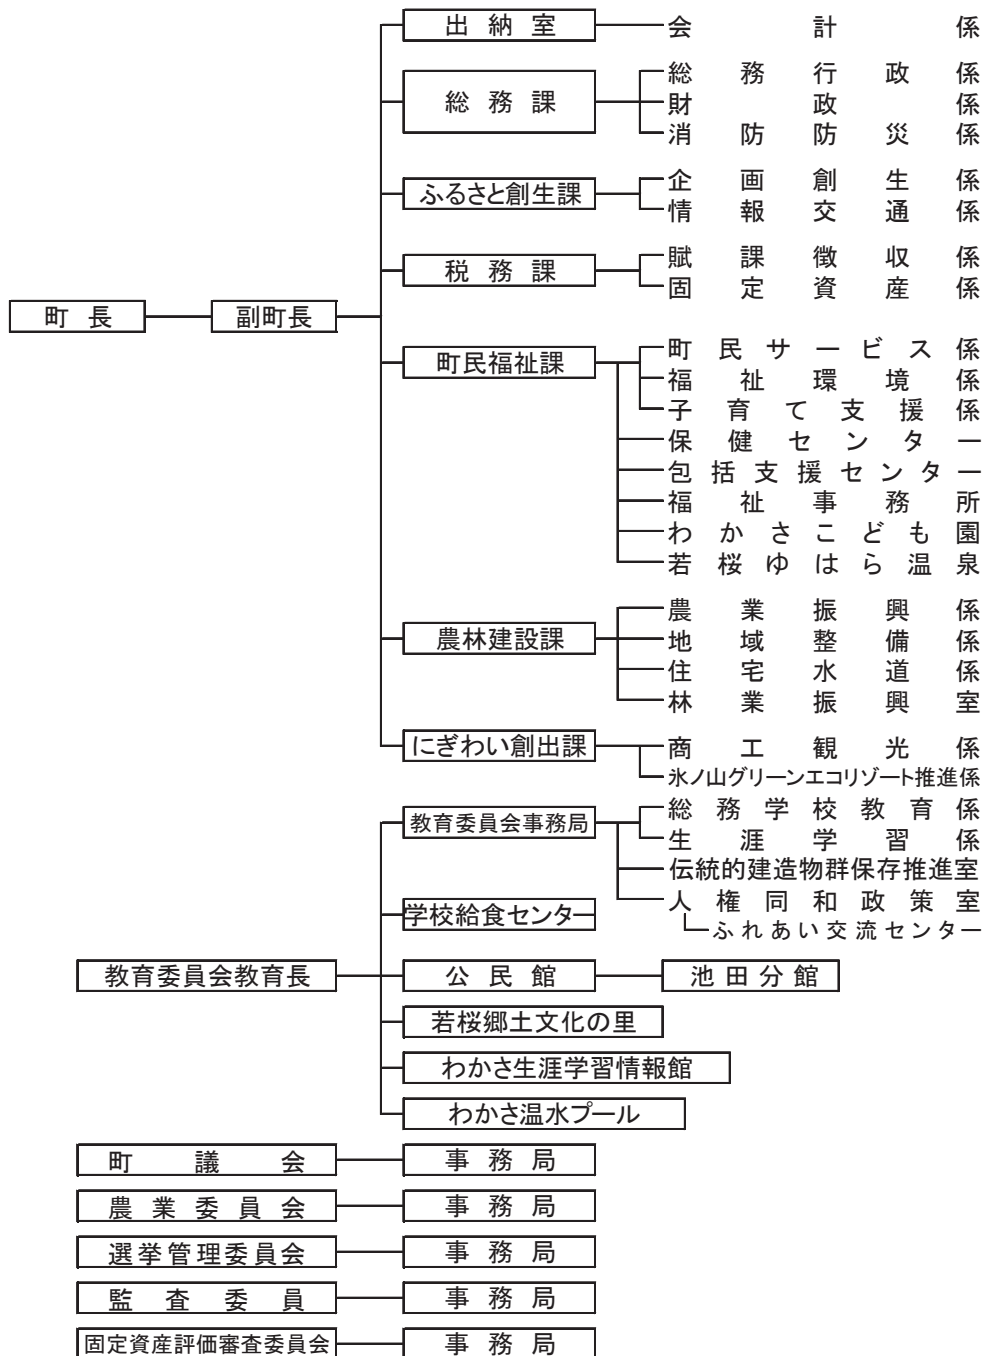 出納室 会計係
総務課 総務行政係
財政係
消防防災係
ふるさと創生課 企画創生係
情報交通係
税務課 賦課徴収係
固定資産係
町長 副町長
町民福祉課 町民サービス係
福祉環境係
子育て支援係
保健センター
包括支援センター
福祉事務所
わかさこども園
若桜ゆはら温泉
農林建設課 農業振興係
地域整備係
住宅水道係
林業振興室
にぎわい創出課 商工観光係
氷ノ山グリーンエコリゾート推進係
教育委員会事務局 総務学校教育係
生涯学習係
伝統的建造物群保存推進室
人権同和政策室
ふれあい交流センター
学校給食センター
教育委員会教育長 公民館 池田分館
若桜郷土文化の里
わかさ生涯学習情報館
わかさ温水プール
町議会 事務局
農業委員会 事務局
選挙管理委員会 事務局
監査委員 事務局
固定資産評価審査委員会 事務局